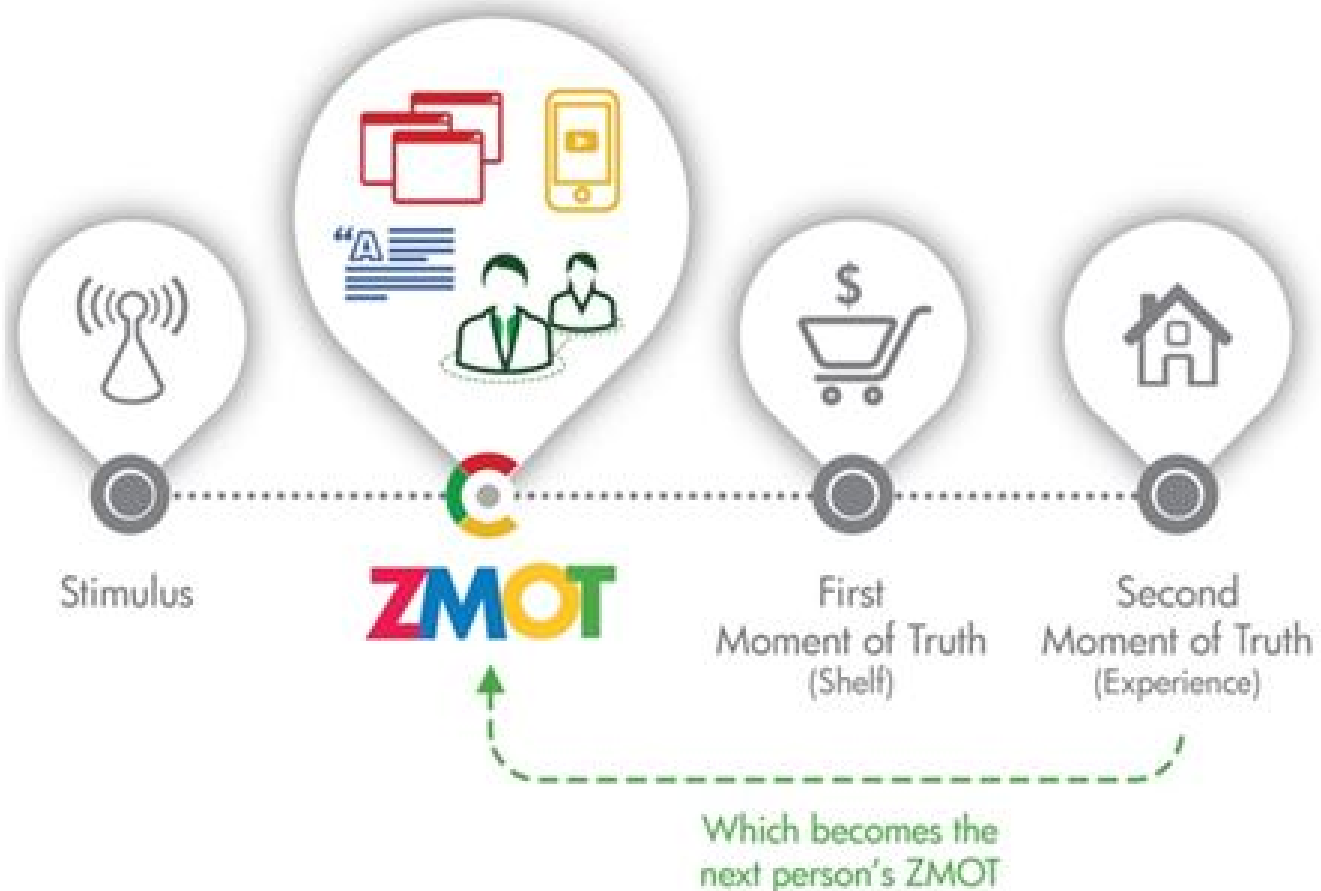 “A
$
Stimulus
ZMOT
First
Moment of Truth
(Shelf)
Second
Moment of Truth
(Experience)
Which becomes the
next person's ZMOT